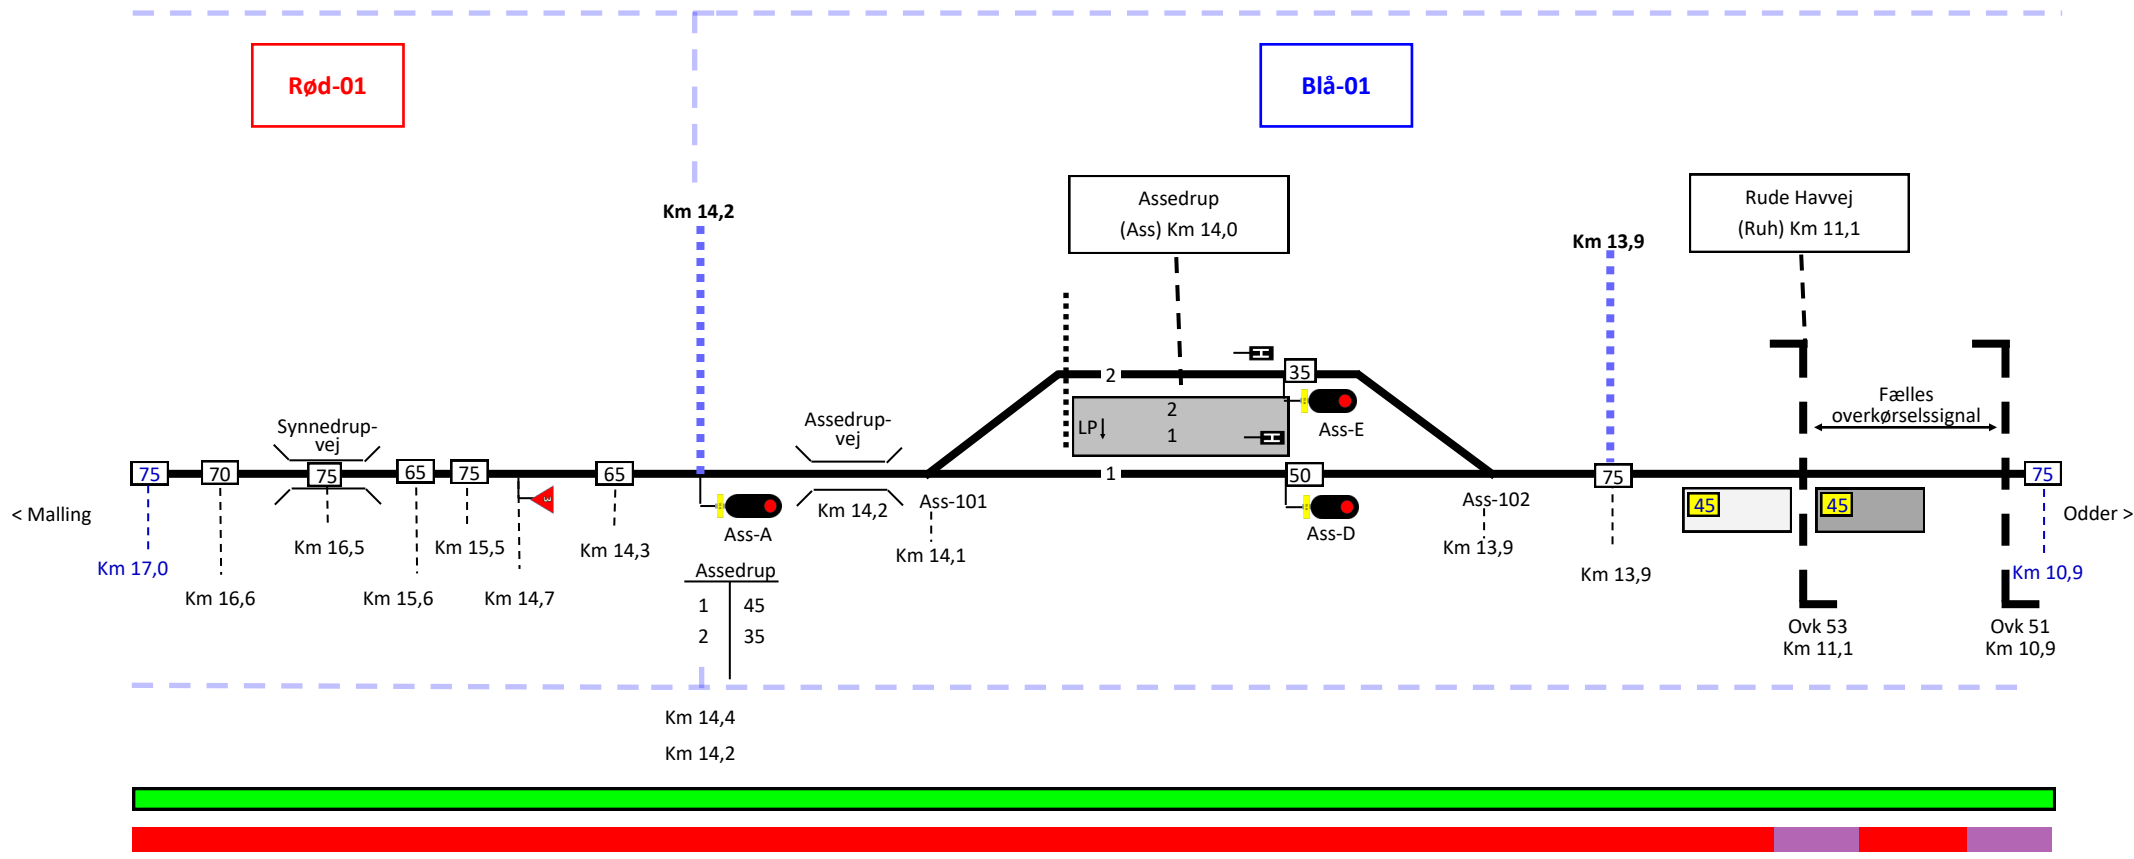 Rød-01
Blå-01
Km 14,2
Assedrup
(Ass) Km 14,0
Km 13,9
Rude Havvej
(Ruh) Km 11,1
2
35
H
Fælles
overkørselssignal
Synnedrup-
vej
Assedrup-
vej
2
LP
1
H
Ass-E
75
70
75
65
75
65
1
50
75
75
< Malling
3
Ass-A
Km 14,2
Ass-101
Ass-D
Ass-102
45
45
Odder >
Km 17,0
Km 16,5
Km 15,5
Km 14,3
Km 14,1
Km 13,9
Km 13,9
Km 10,9
Km 16,6
Km 15,6
Km 14,7
Assedrup
1 45
2 35
Ovk 53
Km 11,1
Ovk 51
Km 10,9
Km 14,4
Km 14,2